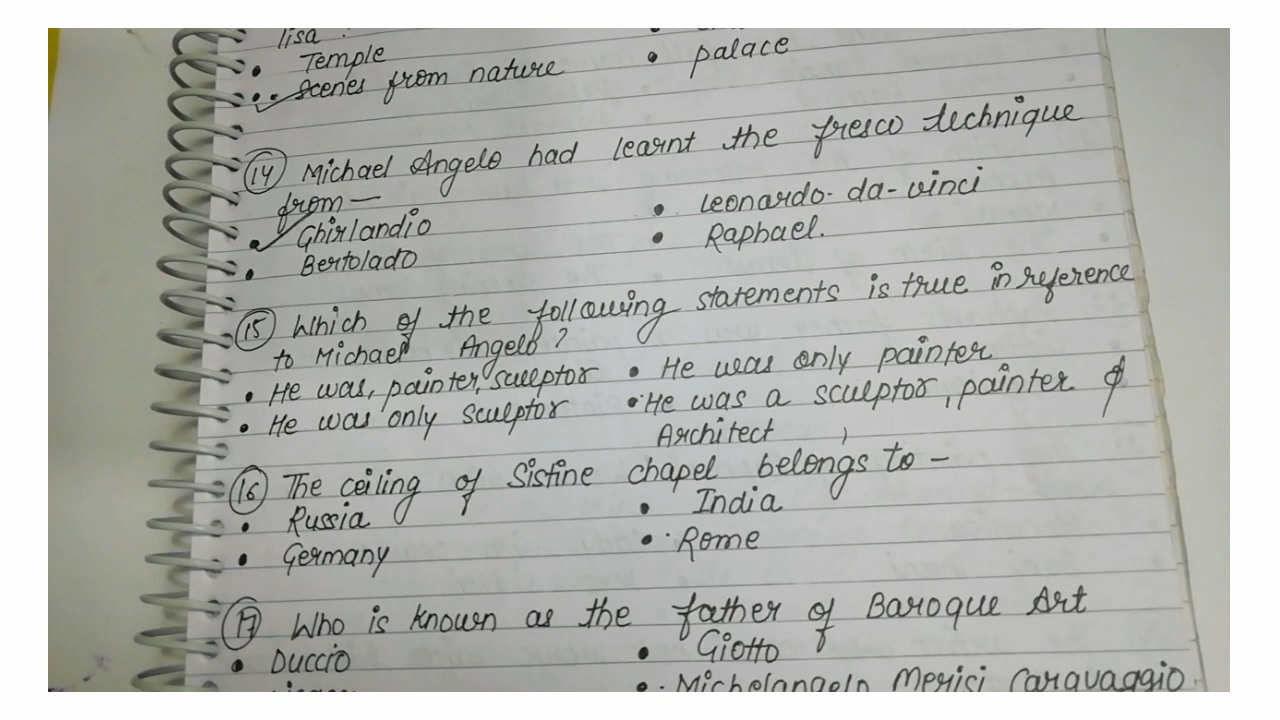 lisa
• Temple • palace
• Scenes from nature
14 Michael Angelo had learnt the fresco technique
from —
• Ghirlandio • Leonardo-da-vinci
• Bertolado • Raphael.
15 Which of the following statements is true in reference
to Michael Angelo?
• He was, painter, sculptor • He was only painter
• He was only sculptor • He was a sculptor, painter &
Architect
16 The ceiling of Sistine chapel belongs to —
• Russia • India
• Germany • Rome
17 Who is known as the father of Baroque Art
• Duccio • Giotto
• Michelangelo Merisi Carquaggio.